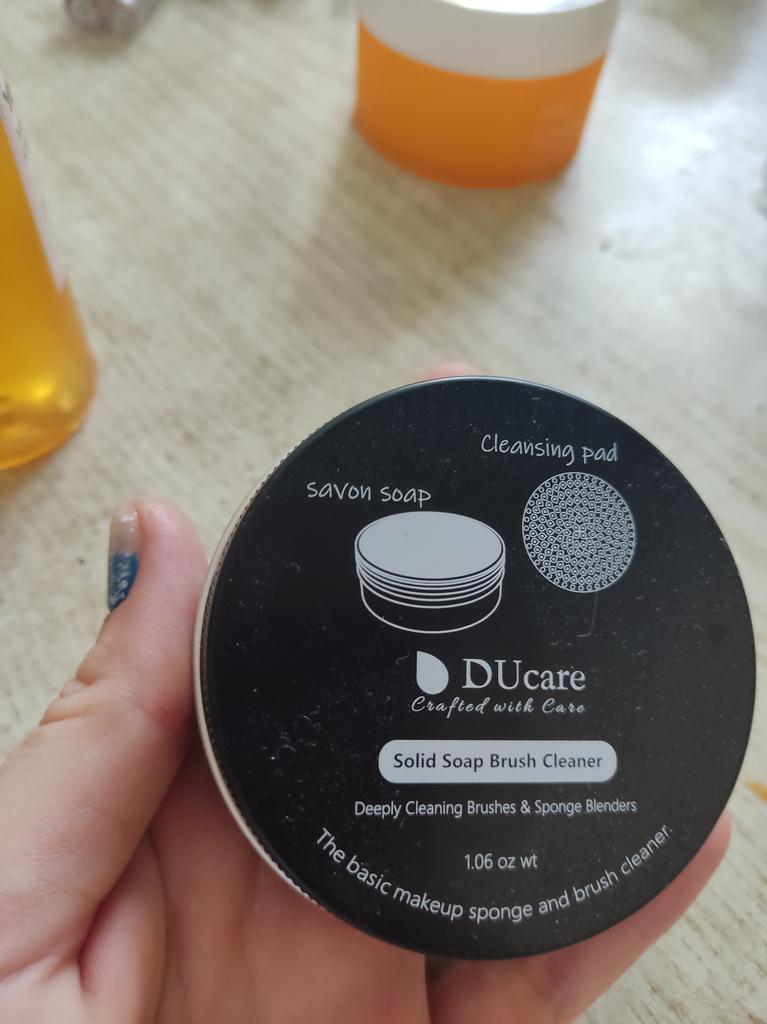 Cleansing pad
savon soap
DUcare
Crafted with Care
Solid Soap Brush Cleaner
Deeply Cleaning Brushes & Sponge Blenders
1.06 oz wt
The basic makeup sponge and brush cleaner.